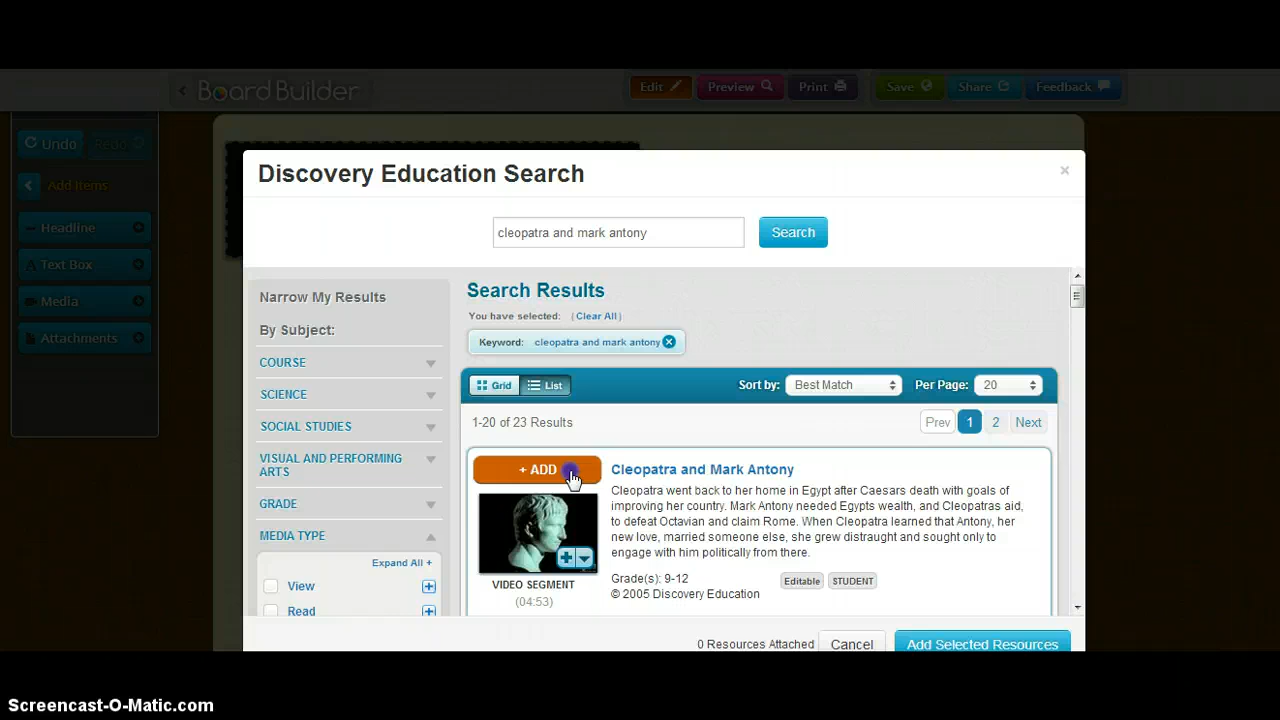 Board Builder
Edit
Preview
Print
Save
Share
Feedback
Undo
Redo
Add Items
Headline
Text Box
Media
Attachments
Discovery Education Search
×
cleopatra and mark antony
Search
Narrow My Results
By Subject:
COURSE
SCIENCE
SOCIAL STUDIES
VISUAL AND PERFORMING
ARTS
GRADE
MEDIA TYPE
Expand All +
View
Read
Search Results
You have selected: ( Clear All )
Keyword: cleopatra and mark antony
Grid List
Sort by: Best Match Per Page: 20
1-20 of 23 Results
Prev 1 2 Next
+ ADD
VIDEO SEGMENT
(04:53)
Cleopatra and Mark Antony
Cleopatra went back to her home in Egypt after Caesars death with goals of
improving her country. Mark Antony needed Egypts wealth, and Cleopatras aid,
to defeat Octavian and claim Rome. When Cleopatra learned that Antony, her
new love, married someone else, she grew distraught and sought only to
engage with him politically from there.
Grade(s): 9-12 Editable STUDENT
© 2005 Discovery Education
0 Resources Attached Cancel Add Selected Resources
Screencast-O-Matic.com